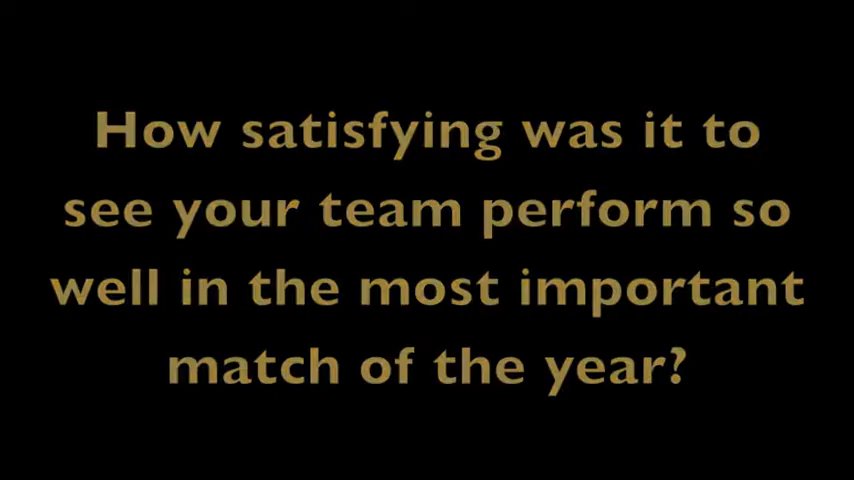 How satisfying was it to
see your team perform so
well in the most important
match of the year?